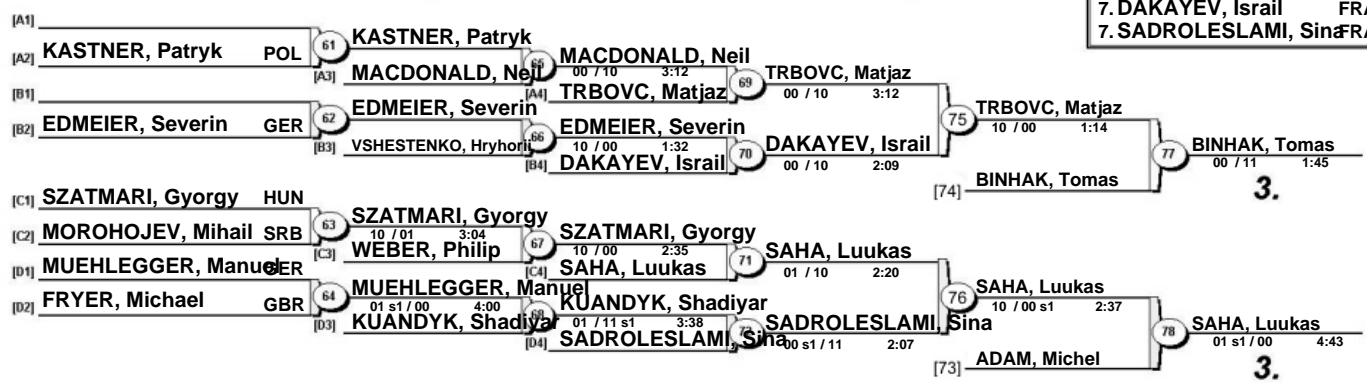 7. DAKAYEV, Israil FRA
7. SADROLESLAMI, Sina FRA
[A1]
[A2] KASTNER, Patryk POL
61
KASTNER, Patryk
[A3] MACDONALD, Neil
65
MACDONALD, Neil
00 / 10 3:12
[A4] TRBOVC, Matjaz
69
TRBOVC, Matjaz
00 / 10 3:12
[B1]
[B2] EDMEIER, Severin GER
62
EDMEIER, Severin
[B3] VSHESTENKO, Hryhorii
66
EDMEIER, Severin
10 / 00 1:32
[B4] DAKAYEV, Israil
70
DAKAYEV, Israil
00 / 10 2:09
75
TRBOVC, Matjaz
10 / 00 1:14
[74] BINHAK, Tomas
77
BINHAK, Tomas
00 / 11 1:45
3.
[C1] SZATMARI, Gyorgy HUN
[C2] MOROHOJEV, Mihail SRB
63
SZATMARI, Gyorgy
10 / 01 3:04
[C3] WEBER, Philip
67
SZATMARI, Gyorgy
10 / 00 2:35
[C4] SAHA, Luukas
71
SAHA, Luukas
01 / 10 2:20
[D1] MUEHLEGGER, Manuel GER
[D2] FRYER, Michael GBR
64
MUEHLEGGER, Manuel
01 s1 / 00 4:00
[D3] KUANDYK, Shadiyar
68
KUANDYK, Shadiyar
01 / 11 s1 3:38
[D4] SADROLESLAMI, Sina
72
SADROLESLAMI, Sina
00 s1 / 11 2:07
76
SAHA, Luukas
10 / 00 s1 2:37
[73] ADAM, Michel
78
SAHA, Luukas
01 s1 / 00 4:43
3.